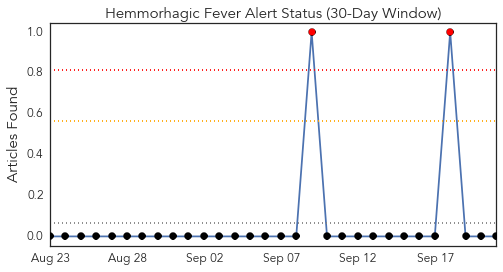 Hemmorhagic Fever Alert Status (30-Day Window)
Articles Found
1.0
0.8
0.6
0.4
0.2
0.0
Aug 23 Aug 28 Sep 02 Sep 07 Sep 12 Sep 17